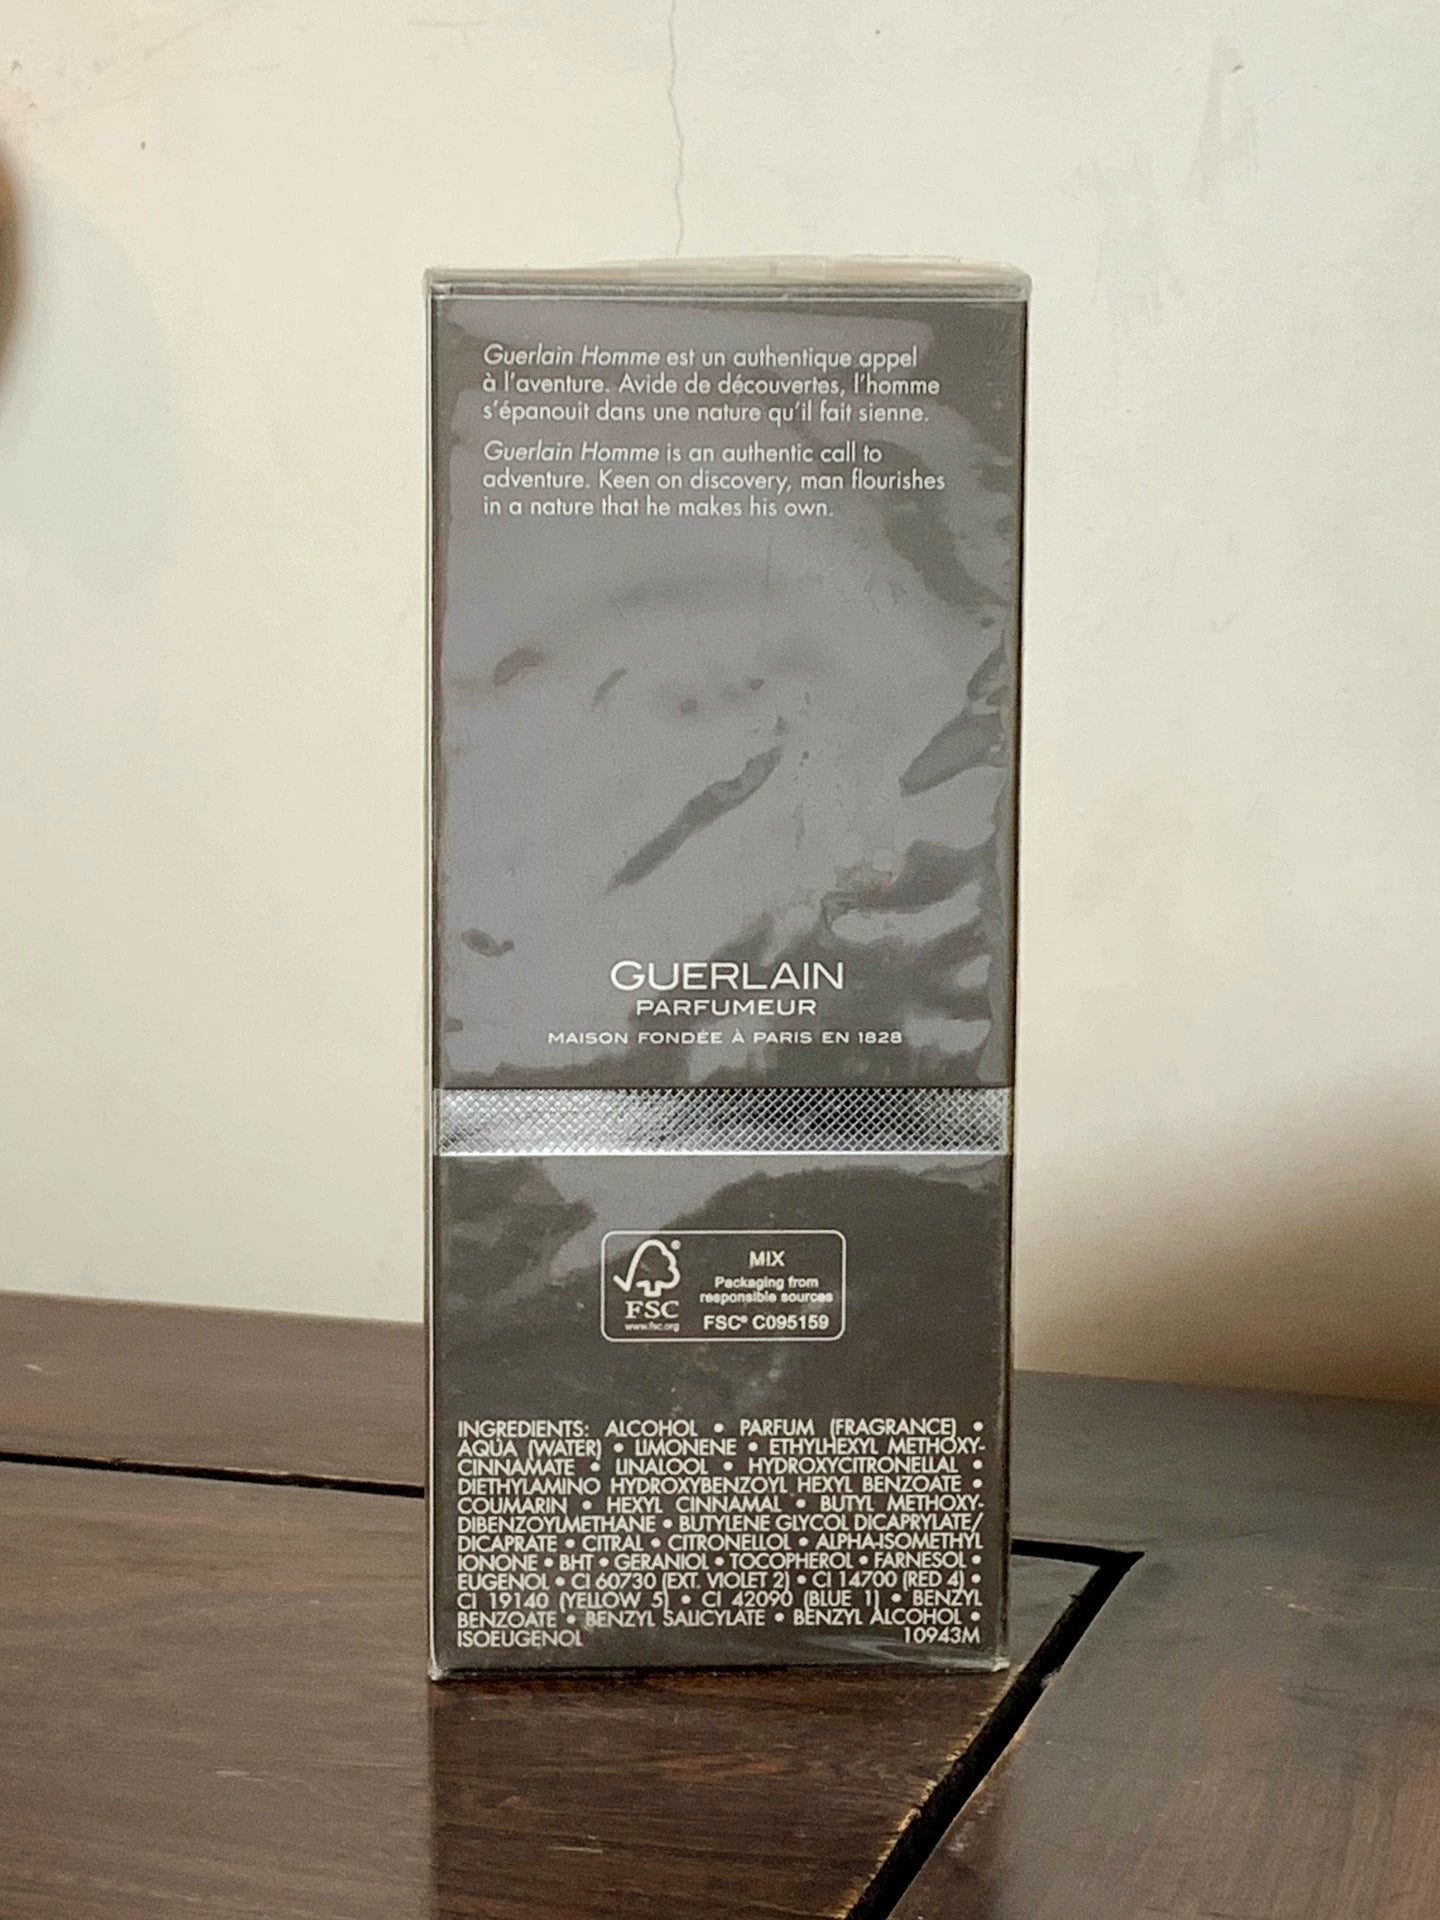 Guerlain Homme est un authentique appel
à l'aventure. Avide de découvertes, l'homme
s'épanouit dans une nature qu'il fait sienne.
Guerlain Homme is an authentic call to
adventure. Keen on discovery, man flourishes
in a nature that he makes his own.
GUERLAIN
PARFUMEUR
MAISON FONDÉE À PARIS EN 1828
FSC
www.fsc.org
MIX
Packaging from
responsible sources
FSC® C095159
INGREDIENTS: ALCOHOL • PARFUM (FRAGRANCE) •
AQUA (WATER) • LIMONENE • ETHYLHEXYL METHOXY-
CINNAMATE • LINALOOL • HYDROXYCITRONELLAL •
DIETHYLAMINO HYDROXYBENZOYL HEXYL BENZOATE •
COUMARIN • HEXYL CINNAMAL • BUTYL METHOXY-
DIBENZOYLMETHANE • BUTYLENE GLYCOL DICAPRYLATE/
DICAPRATE • CITRAL • CITRONELLOL • ALPHA-ISOMETHYL
IONONE • BHT • GERANIOL • TOCOPHEROL • FARNESOL •
EUGENOL • CI 60730 (EXT. VIOLET 2) • CI 14700 (RED 4) •
CI 19140 (YELLOW 5) • CI 42090 (BLUE 1) • BENZYL
BENZOATE • BENZYL SALICYLATE • BENZYL ALCOHOL •
ISOEUGENOL 10943M